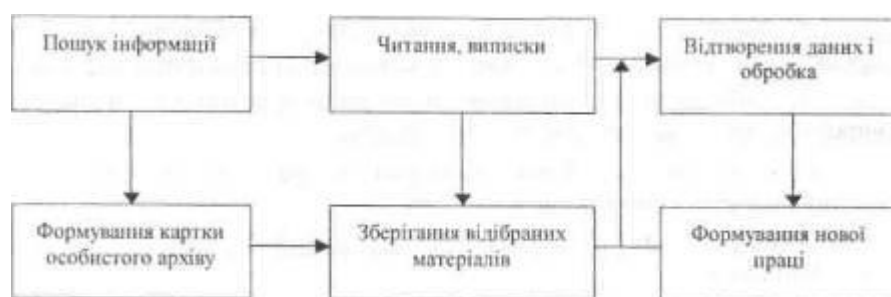 Пошук інформації
Читання, виписки
Відтворення даних і
обробка
Формування картки
особистого архіву
Зберігання відібраних
матеріалів
Формування нової
праці